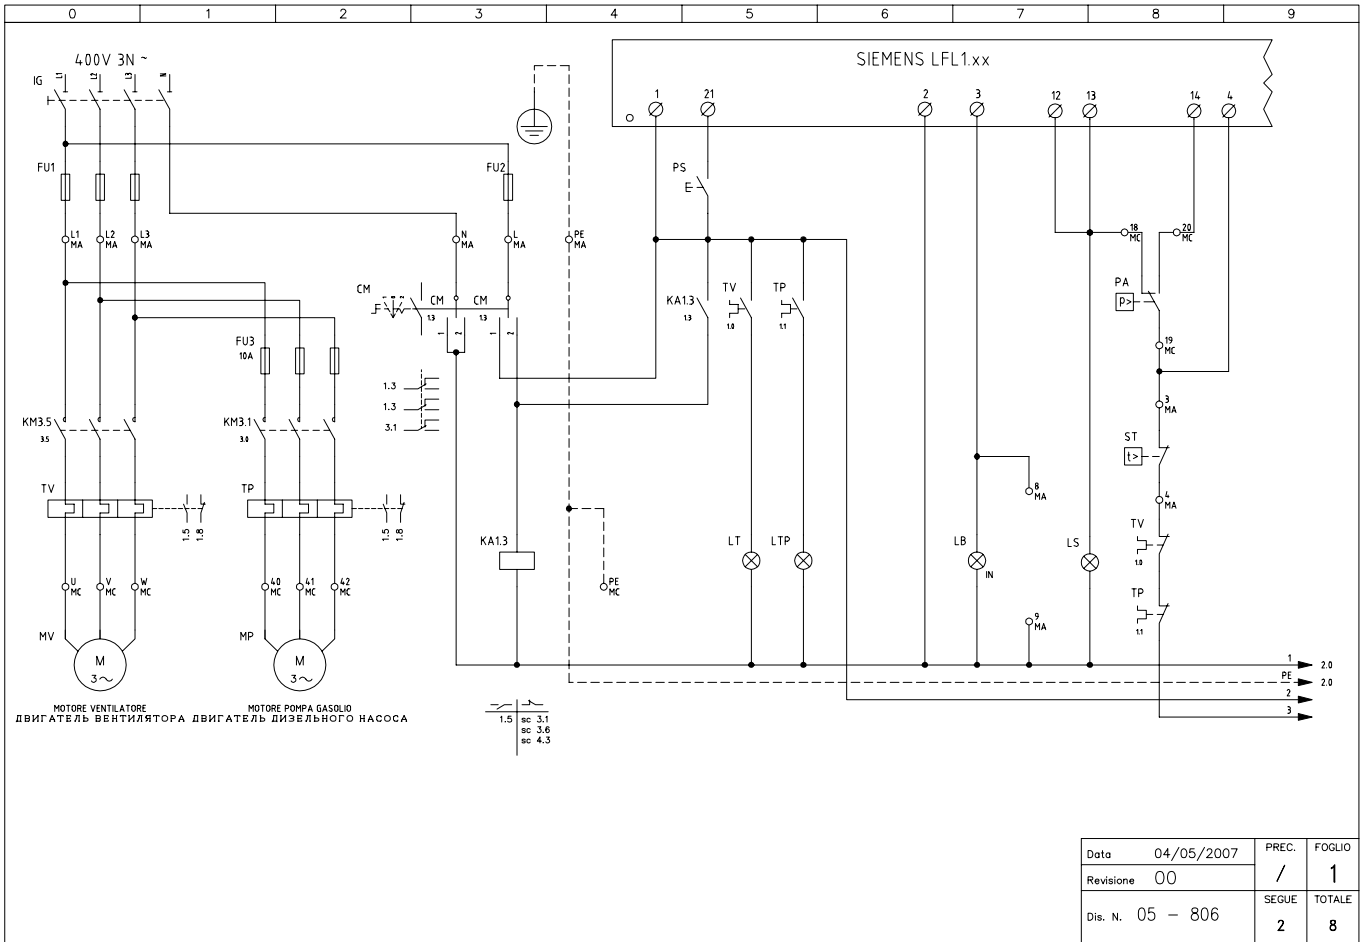 0 1 2 3 4 5 6 7 8 9
400V 3N ~
SIEMENS LFL1.xx
IG
L1 L2 L3 N
1 21 2 3 12 13 14 4
FU1
FU2
PS
L1 MA
L2 MA
L3 MA
N MA
L MA
PE MA
18 MC
20 MC
CM
CM 1.3
CM 1.3
1 2
1 2
KA1.3
1.3
TV
1.0
TP
1.1
PA
P>
FU3
10A
19 MC
1.3
1.3
3.1
3 MA
KM3.5
3.5
KM3.1
3.0
ST
t>
TV
TP
8 MA
4 MA
1.5 1.8
1.5 1.8
TV
1.0
KA1.3
LT
LTP
LB
IN
LS
U MC
V MC
W MC
40 MC
41 MC
42 MC
PE MC
TP
1.1
9 MA
MV
M
3~
MP
M
3~
1 2.0
PE 2.0
2
3
MOTORE VENTILATORE
ДВИГАТЕЛЬ ВЕНТИЛЯТОРА
MOTORE POMPA GASOLIO
ДВИГАТЕЛЬ ДИЗЕЛЬНОГО НАСОСА
1.5 sc 3.1
sc 3.6
sc 4.3
Data 04/05/2007
PREC. FOGLIO
/ 1
Revisione 00
SEGUE TOTALE
Dis. N. 05 - 806
2 8